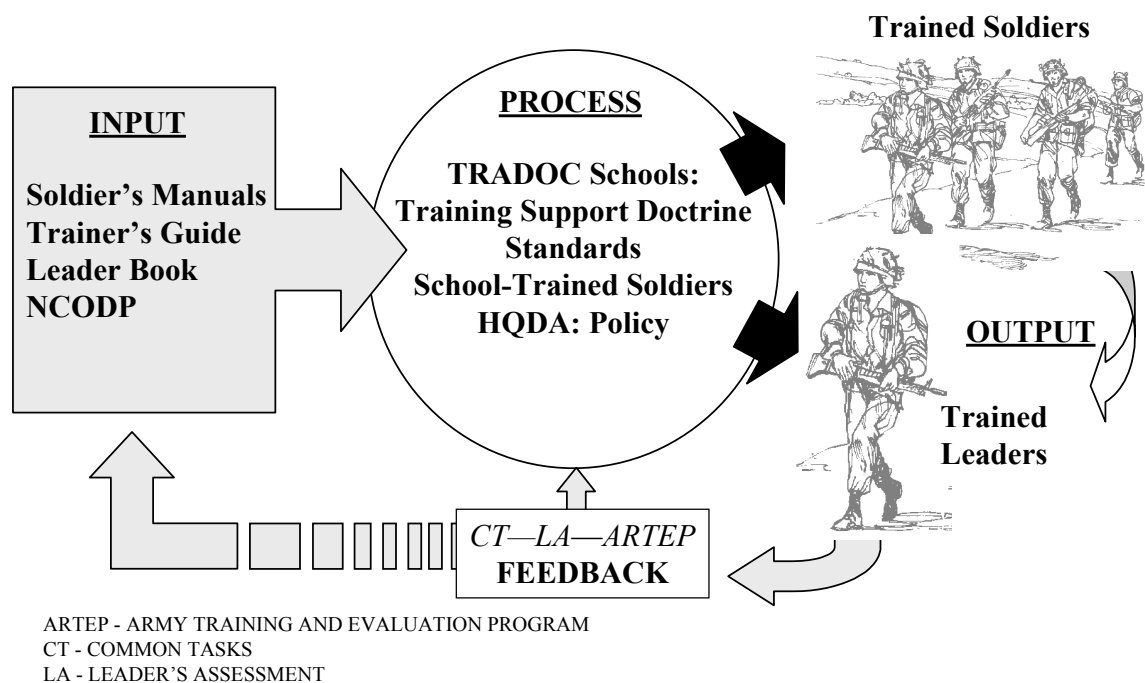 Trained Soldiers
INPUT
Soldier’s Manuals
Trainer’s Guide
Leader Book
NCODP
PROCESS
TRADOC Schools:
Training Support Doctrine
Standards
School-Trained Soldiers
HQDA: Policy
OUTPUT
Trained
Leaders
CT—LA—ARTEP
FEEDBACK
ARTEP - ARMY TRAINING AND EVALUATION PROGRAM
CT - COMMON TASKS
LA - LEADER’S ASSESSMENT